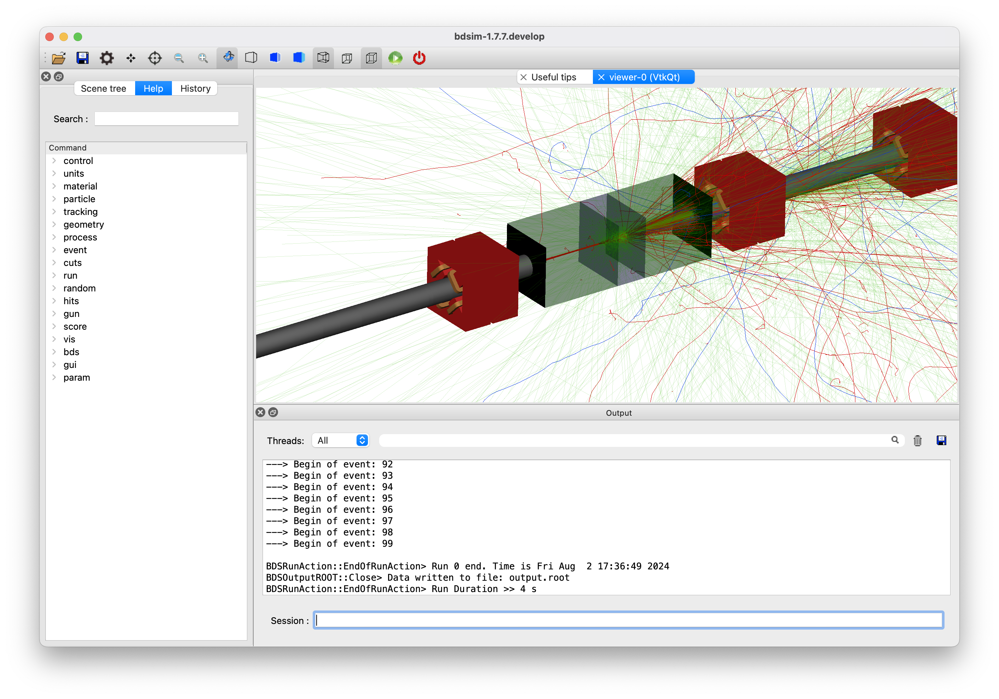 bdsim-1.7.7.develop
Useful tips
viewer-0 (VtkQt)
Scene tree
Help
History
Search :
Command
control
units
material
particle
tracking
geometry
process
event
cuts
run
random
hits
gun
score
vis
bds
gui
param
Output
Threads:
All
---> Begin of event: 92
---> Begin of event: 93
---> Begin of event: 94
---> Begin of event: 95
---> Begin of event: 96
---> Begin of event: 97
---> Begin of event: 98
---> Begin of event: 99
BDSRunAction::EndOfRunAction> Run 0 end. Time is Fri Aug  2 17:36:49 2024
BDSOutputROOT::Close> Data written to file: output.root
BDSRunAction::EndOfRunAction> Run Duration >> 4 s
Session :